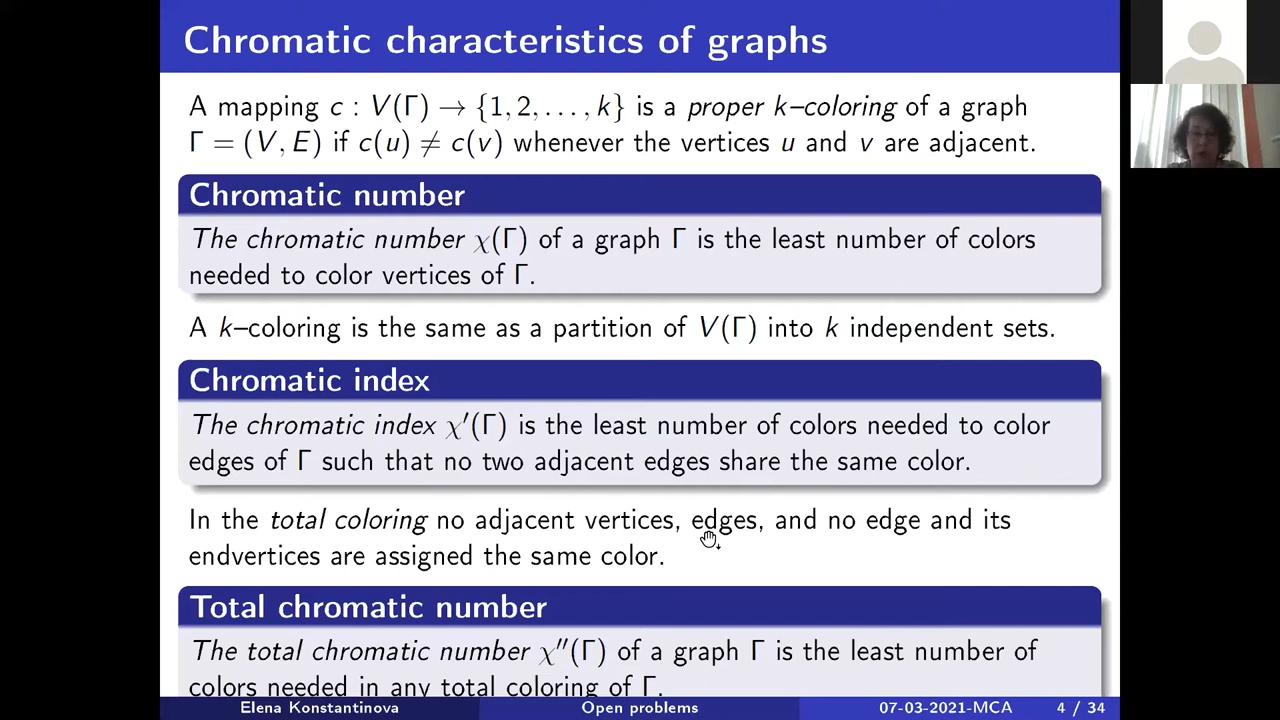 Chromatic characteristics of graphs
A mapping c : V(Γ) → {1, 2, . . . , k} is a proper k–coloring of a graph
Γ = (V, E) if c(u) ≠ c(v) whenever the vertices u and v are adjacent.
Chromatic number
The chromatic number χ(Γ) of a graph Γ is the least number of colors
needed to color vertices of Γ.
A k–coloring is the same as a partition of V(Γ) into k independent sets.
Chromatic index
The chromatic index χ′(Γ) is the least number of colors needed to color
edges of Γ such that no two adjacent edges share the same color.
In the total coloring no adjacent vertices, edges, and no edge and its
endvertices are assigned the same color.
Total chromatic number
The total chromatic number χ″(Γ) of a graph Γ is the least number of
colors needed in any total coloring of Γ.
Elena Konstantinova Open problems 07-03-2021-MCA 4 / 34